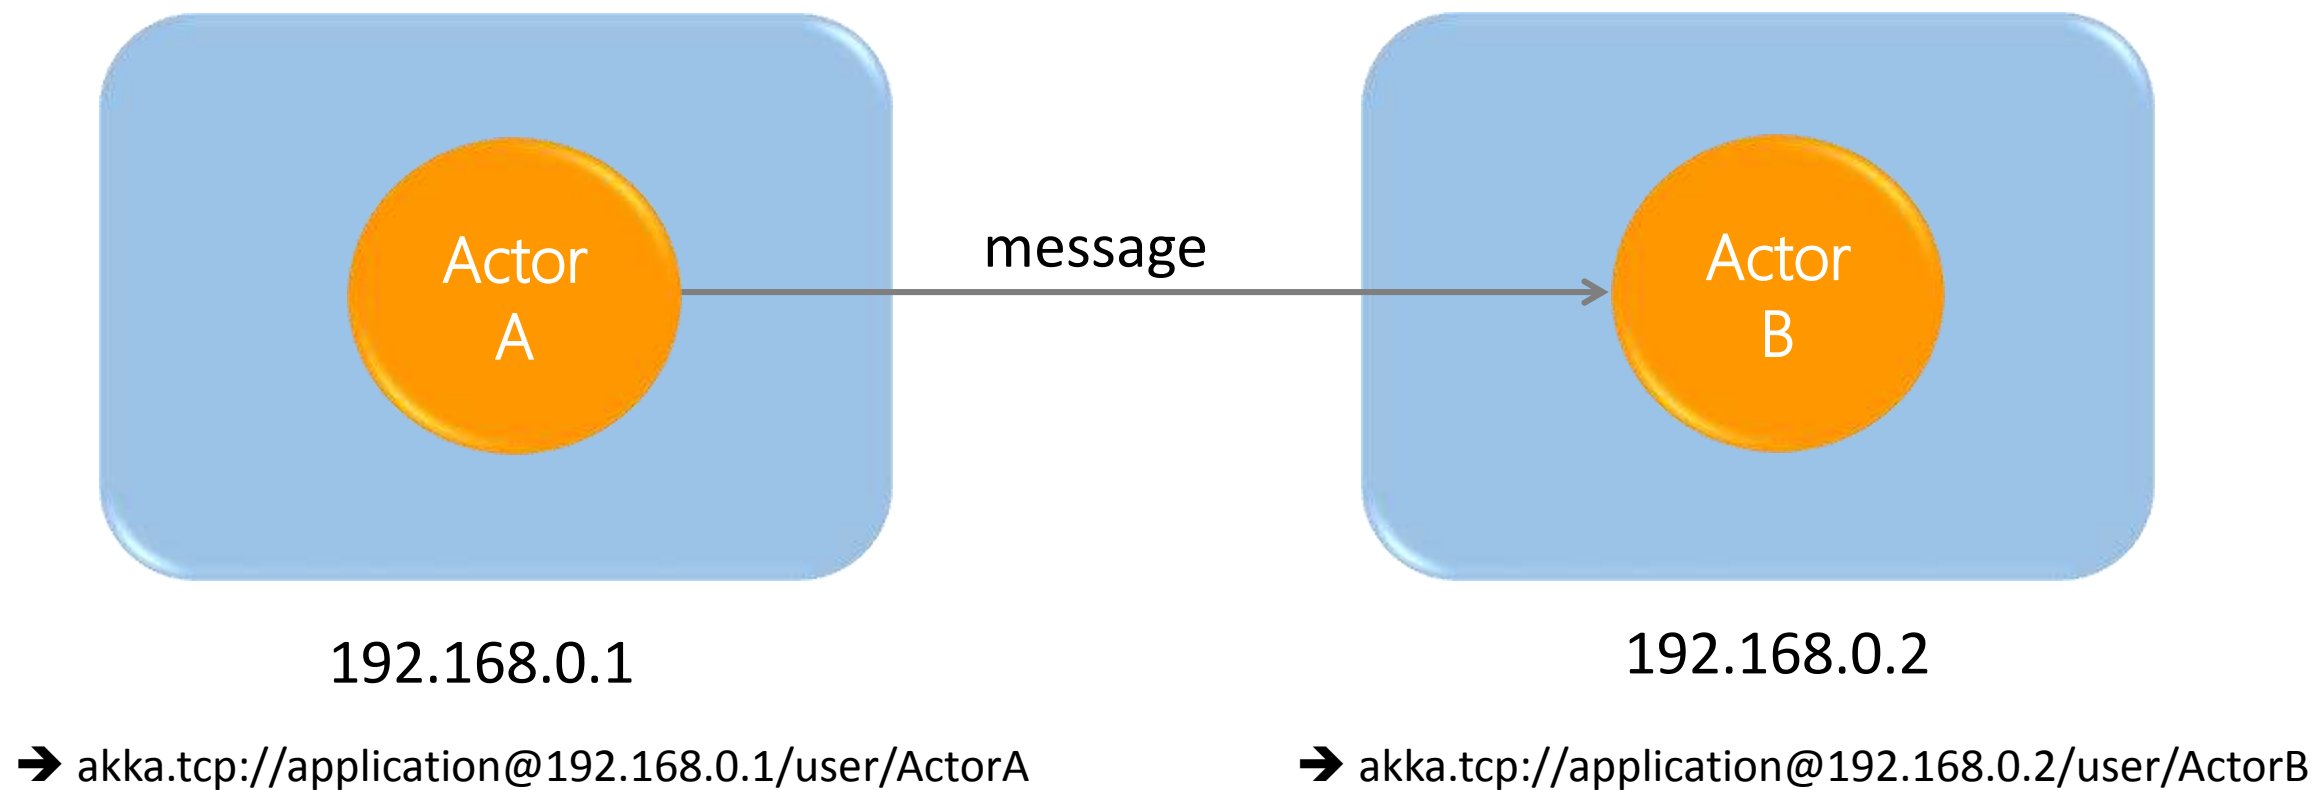 Actor
A
message
Actor
B
192.168.0.1
192.168.0.2
➔ akka.tcp://application@192.168.0.1/user/ActorA
➔ akka.tcp://application@192.168.0.2/user/ActorB